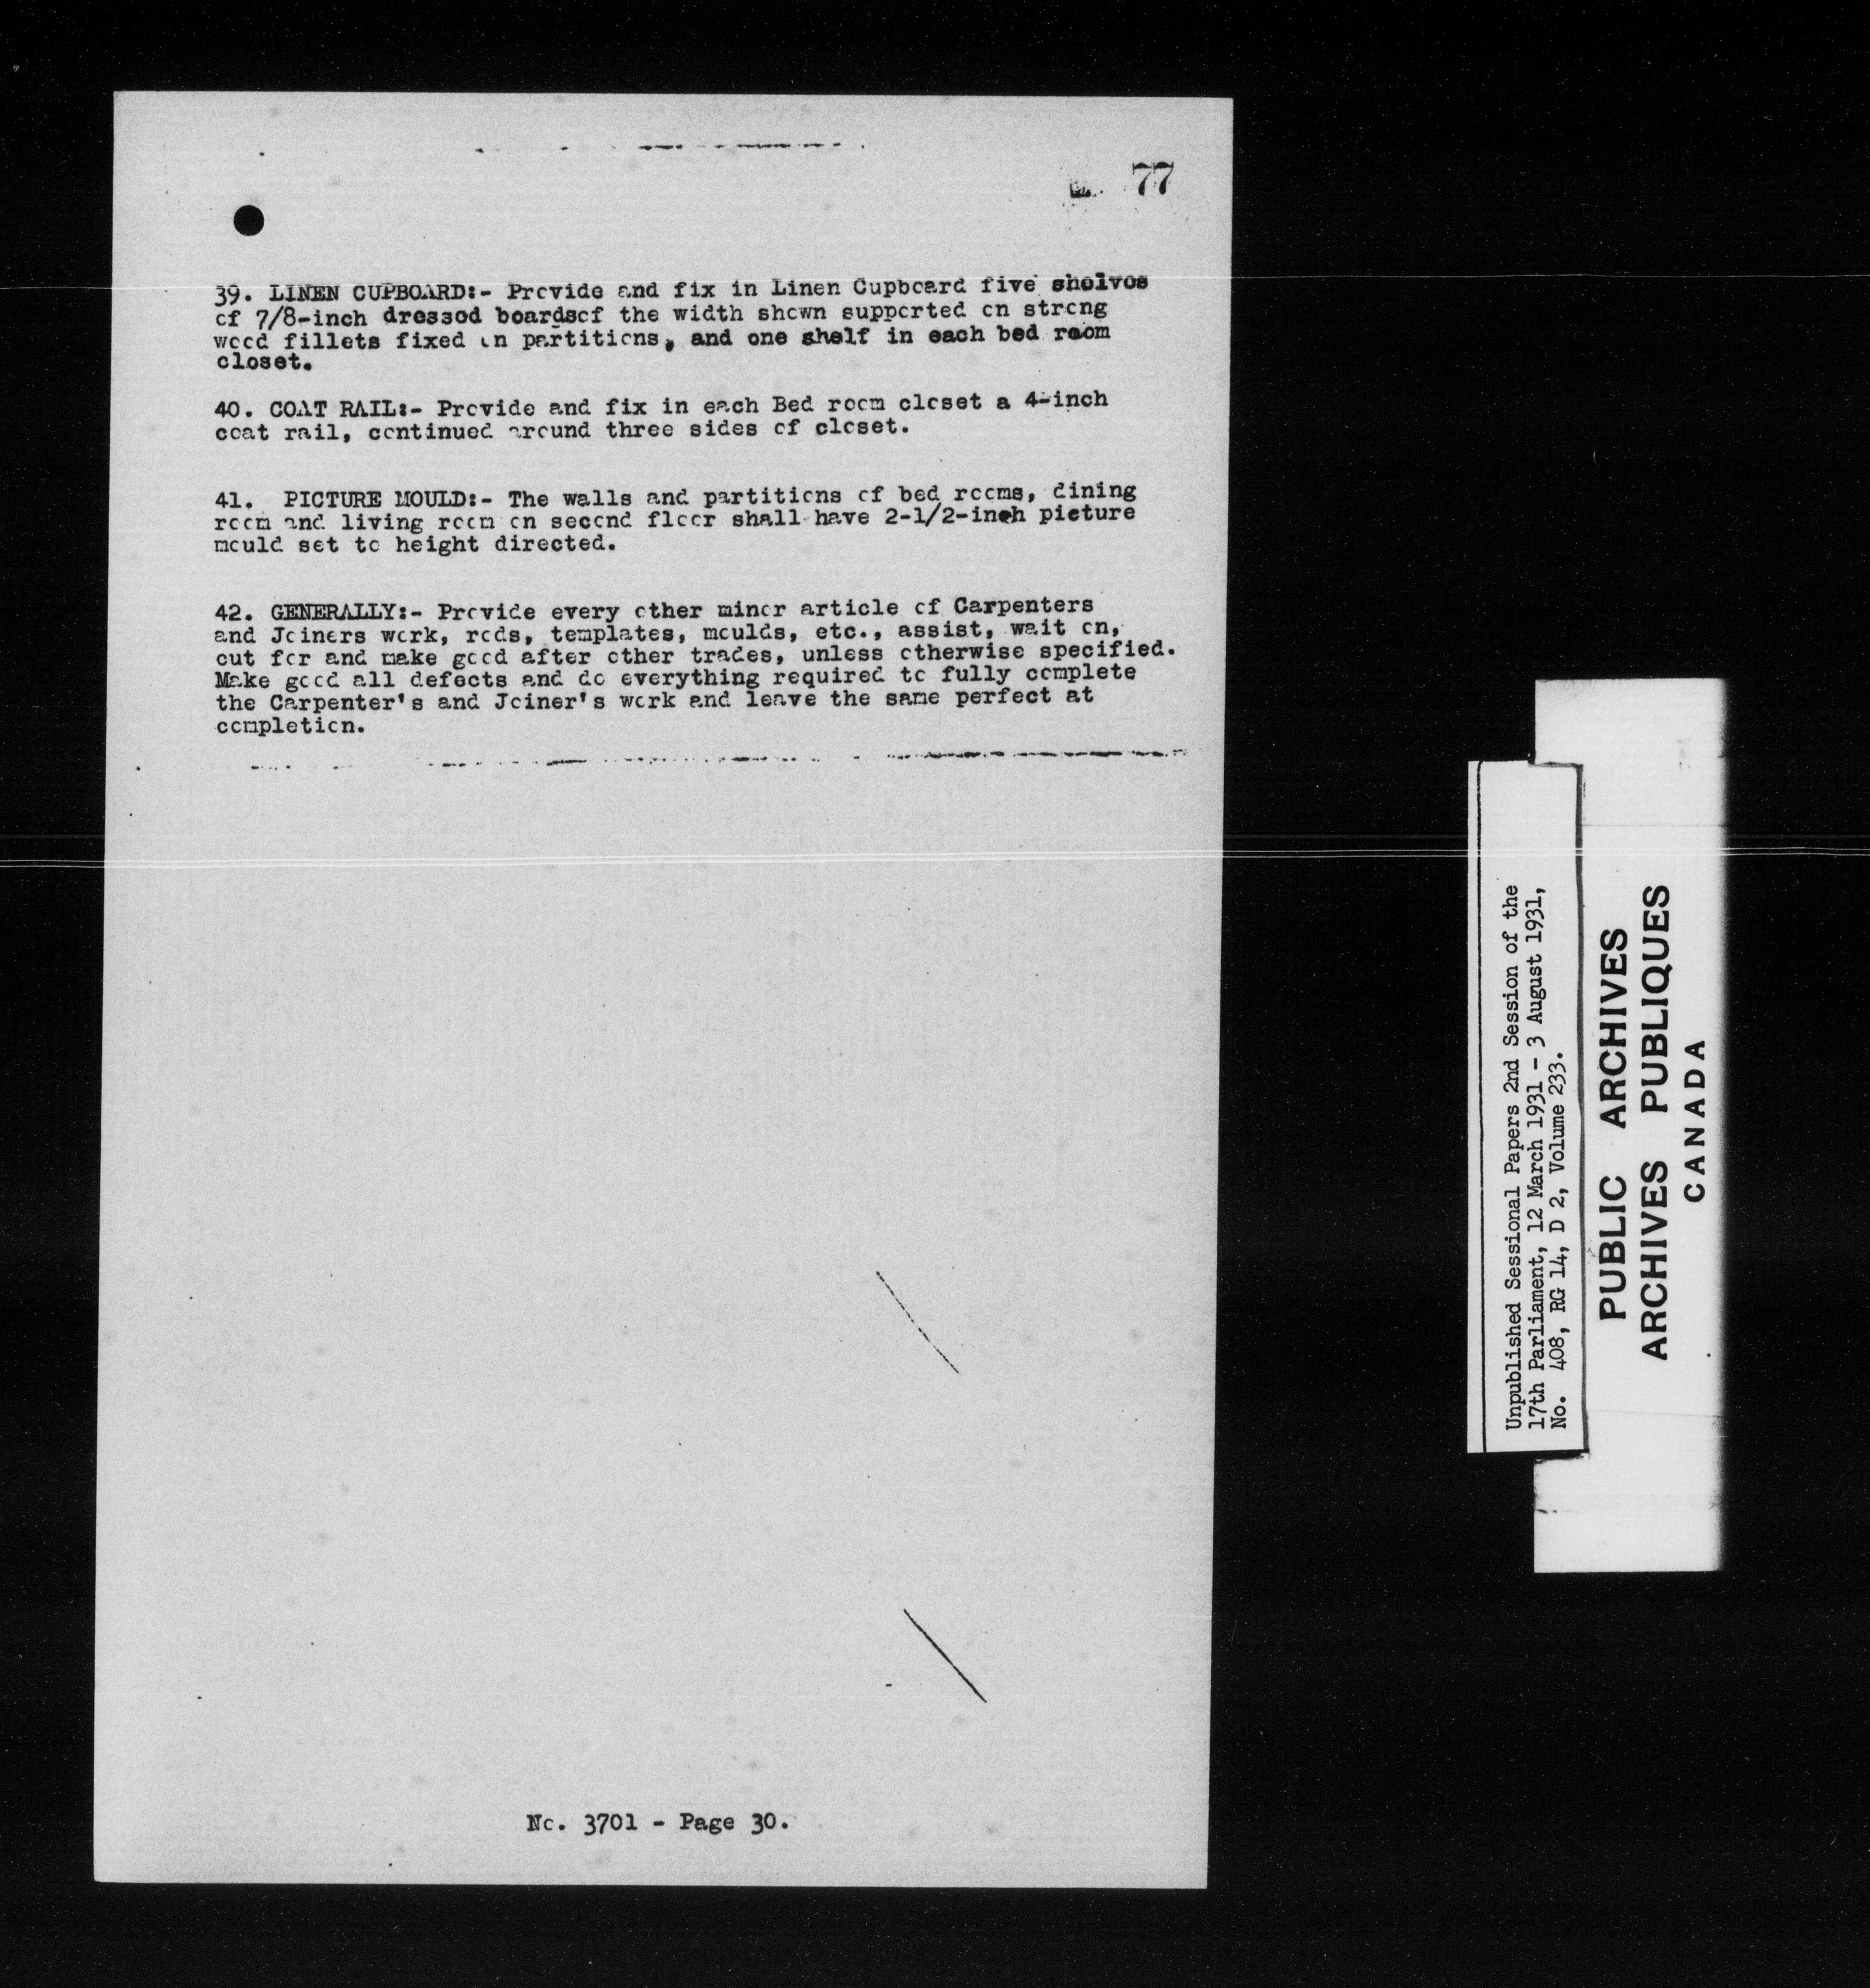 77
39. LINEN CUPBOARD:- Provide and fix in Linen Cupboard five shelves
of 7/8-inch dressed boardsof the width shown supported on strong
wood fillets fixed on partitions, and one shelf in each bed room
closet.
40. COAT RAIL:- Provide and fix in each Bed room closet a 4-inch
coat rail, continued around three sides of closet.
41. PICTURE MOULD:- The walls and partitions of bed rooms, dining
room and living room on second floor shall have 2-1/2-inch picture
mould set to height directed.
42. GENERALLY:- Provide every other minor article of Carpenters
and Joiners work, rods, templates, moulds, etc., assist, wait on,
cut for and make good after other trades, unless otherwise specified.
Make good all defects and do everything required to fully complete
the Carpenter's and Joiner's work and leave the same perfect at
completion.
No. 3701 - Page 30.
Unpublished Sessional Papers 2nd Session of the
17th Parliament, 12 March 1931 - 3 August 1931,
No. 408, RG 14, D 2, Volume 233.
PUBLIC ARCHIVES
ARCHIVES PUBLIQUES
CANADA